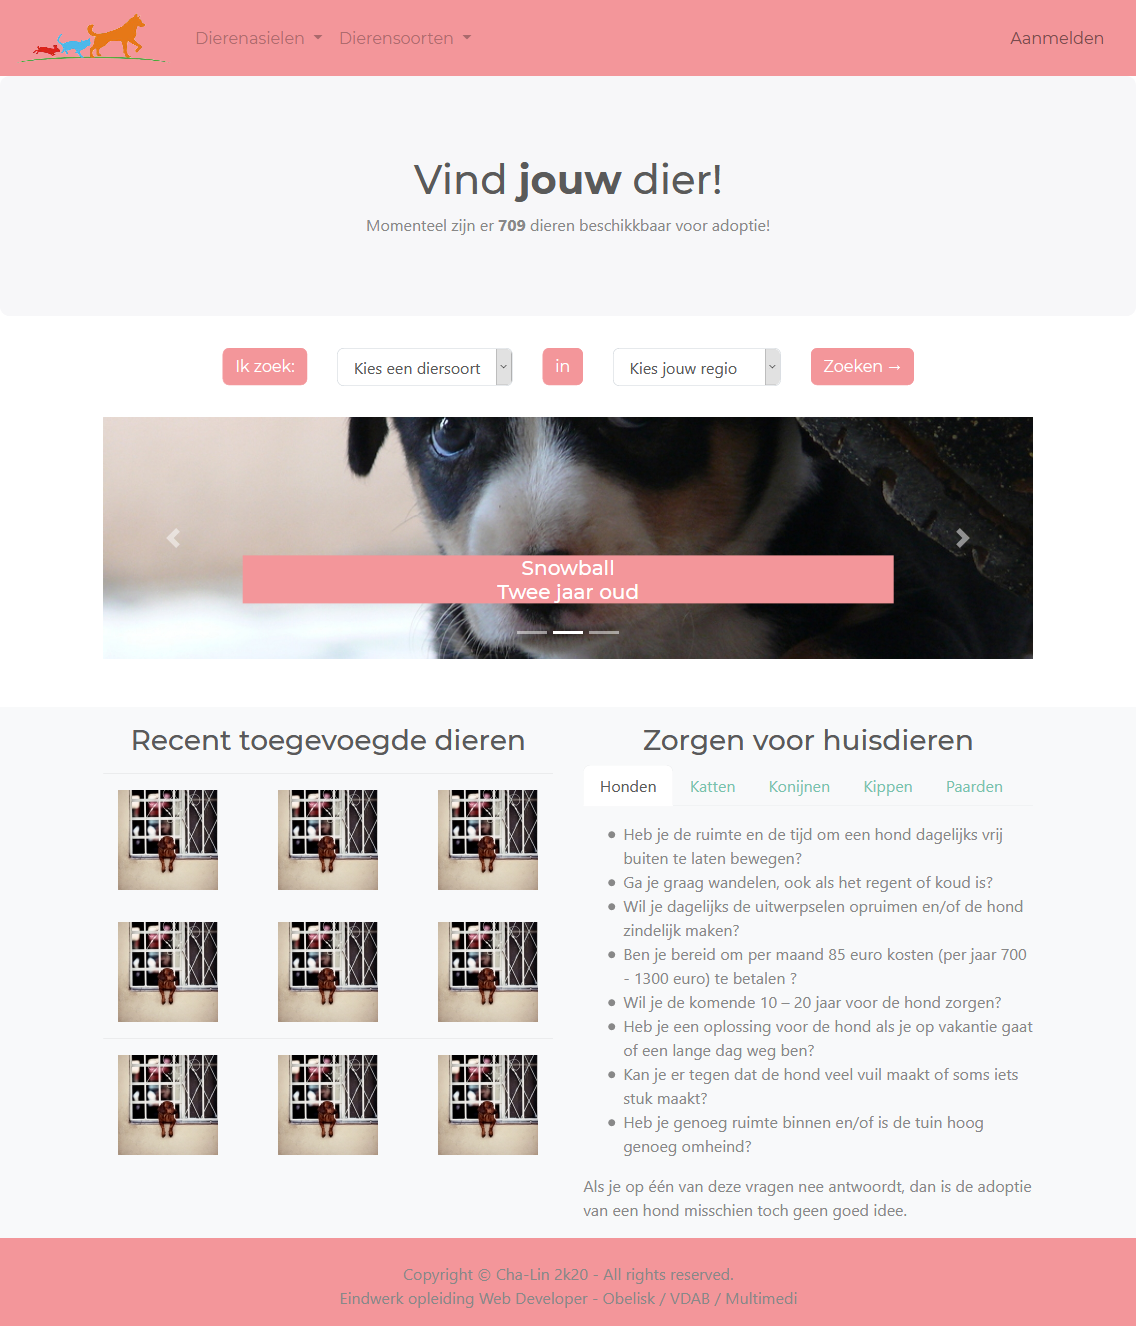 Dierenasielen
Dierensoorten
Aanmelden
Vind jouw dier!
Momenteel zijn er 709 dieren beschikkbaar voor adoptie!
Ik zoek:
Kies een diersoort
in
Kies jouw regio
Zoeken →
Snowball
Twee jaar oud
Recent toegevoegde dieren
Zorgen voor huisdieren
Honden
Katten
Konijnen
Kippen
Paarden
Heb je de ruimte en de tijd om een hond dagelijks vrij
buiten te laten bewegen?
Ga je graag wandelen, ook als het regent of koud is?
Wil je dagelijks de uitwerpselen opruimen en/of de hond
zindelijk maken?
Ben je bereid om per maand 85 euro kosten (per jaar 700
- 1300 euro) te betalen ?
Wil je de komende 10 – 20 jaar voor de hond zorgen?
Heb je een oplossing voor de hond als je op vakantie gaat
of een lange dag weg ben?
Kan je er tegen dat de hond veel vuil maakt of soms iets
stuk maakt?
Heb je genoeg ruimte binnen en/of is de tuin hoog
genoeg omheind?
Als je op één van deze vragen nee antwoordt, dan is de adoptie
van een hond misschien toch geen goed idee.
Copyright © Cha-Lin 2k20 - All rights reserved.
Eindwerk opleiding Web Developer - Obelisk / VDAB / Multimedi